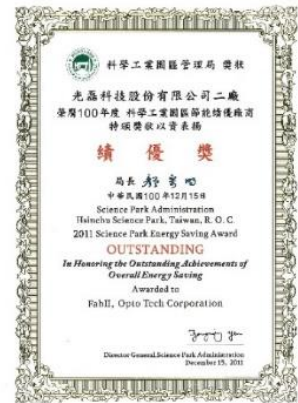 科學工業園區管理局 獎狀
光磊科技股份有限公司二廠
榮獲100年度 科學工業園區節能績優廠商
特頒獎狀以資表揚
績優獎
局長
中華民國100年12月15日
Science Park Administration
Hsinchu Science Park, Taiwan, R. O. C.
2011 Science Park Energy Saving Award
OUTSTANDING
In Honoring the Outstanding Achievements of
Overall Energy Saving
Awarded to
FabII, Opto Tech Corporation
Director General, Science Park Administration
December 15, 2011